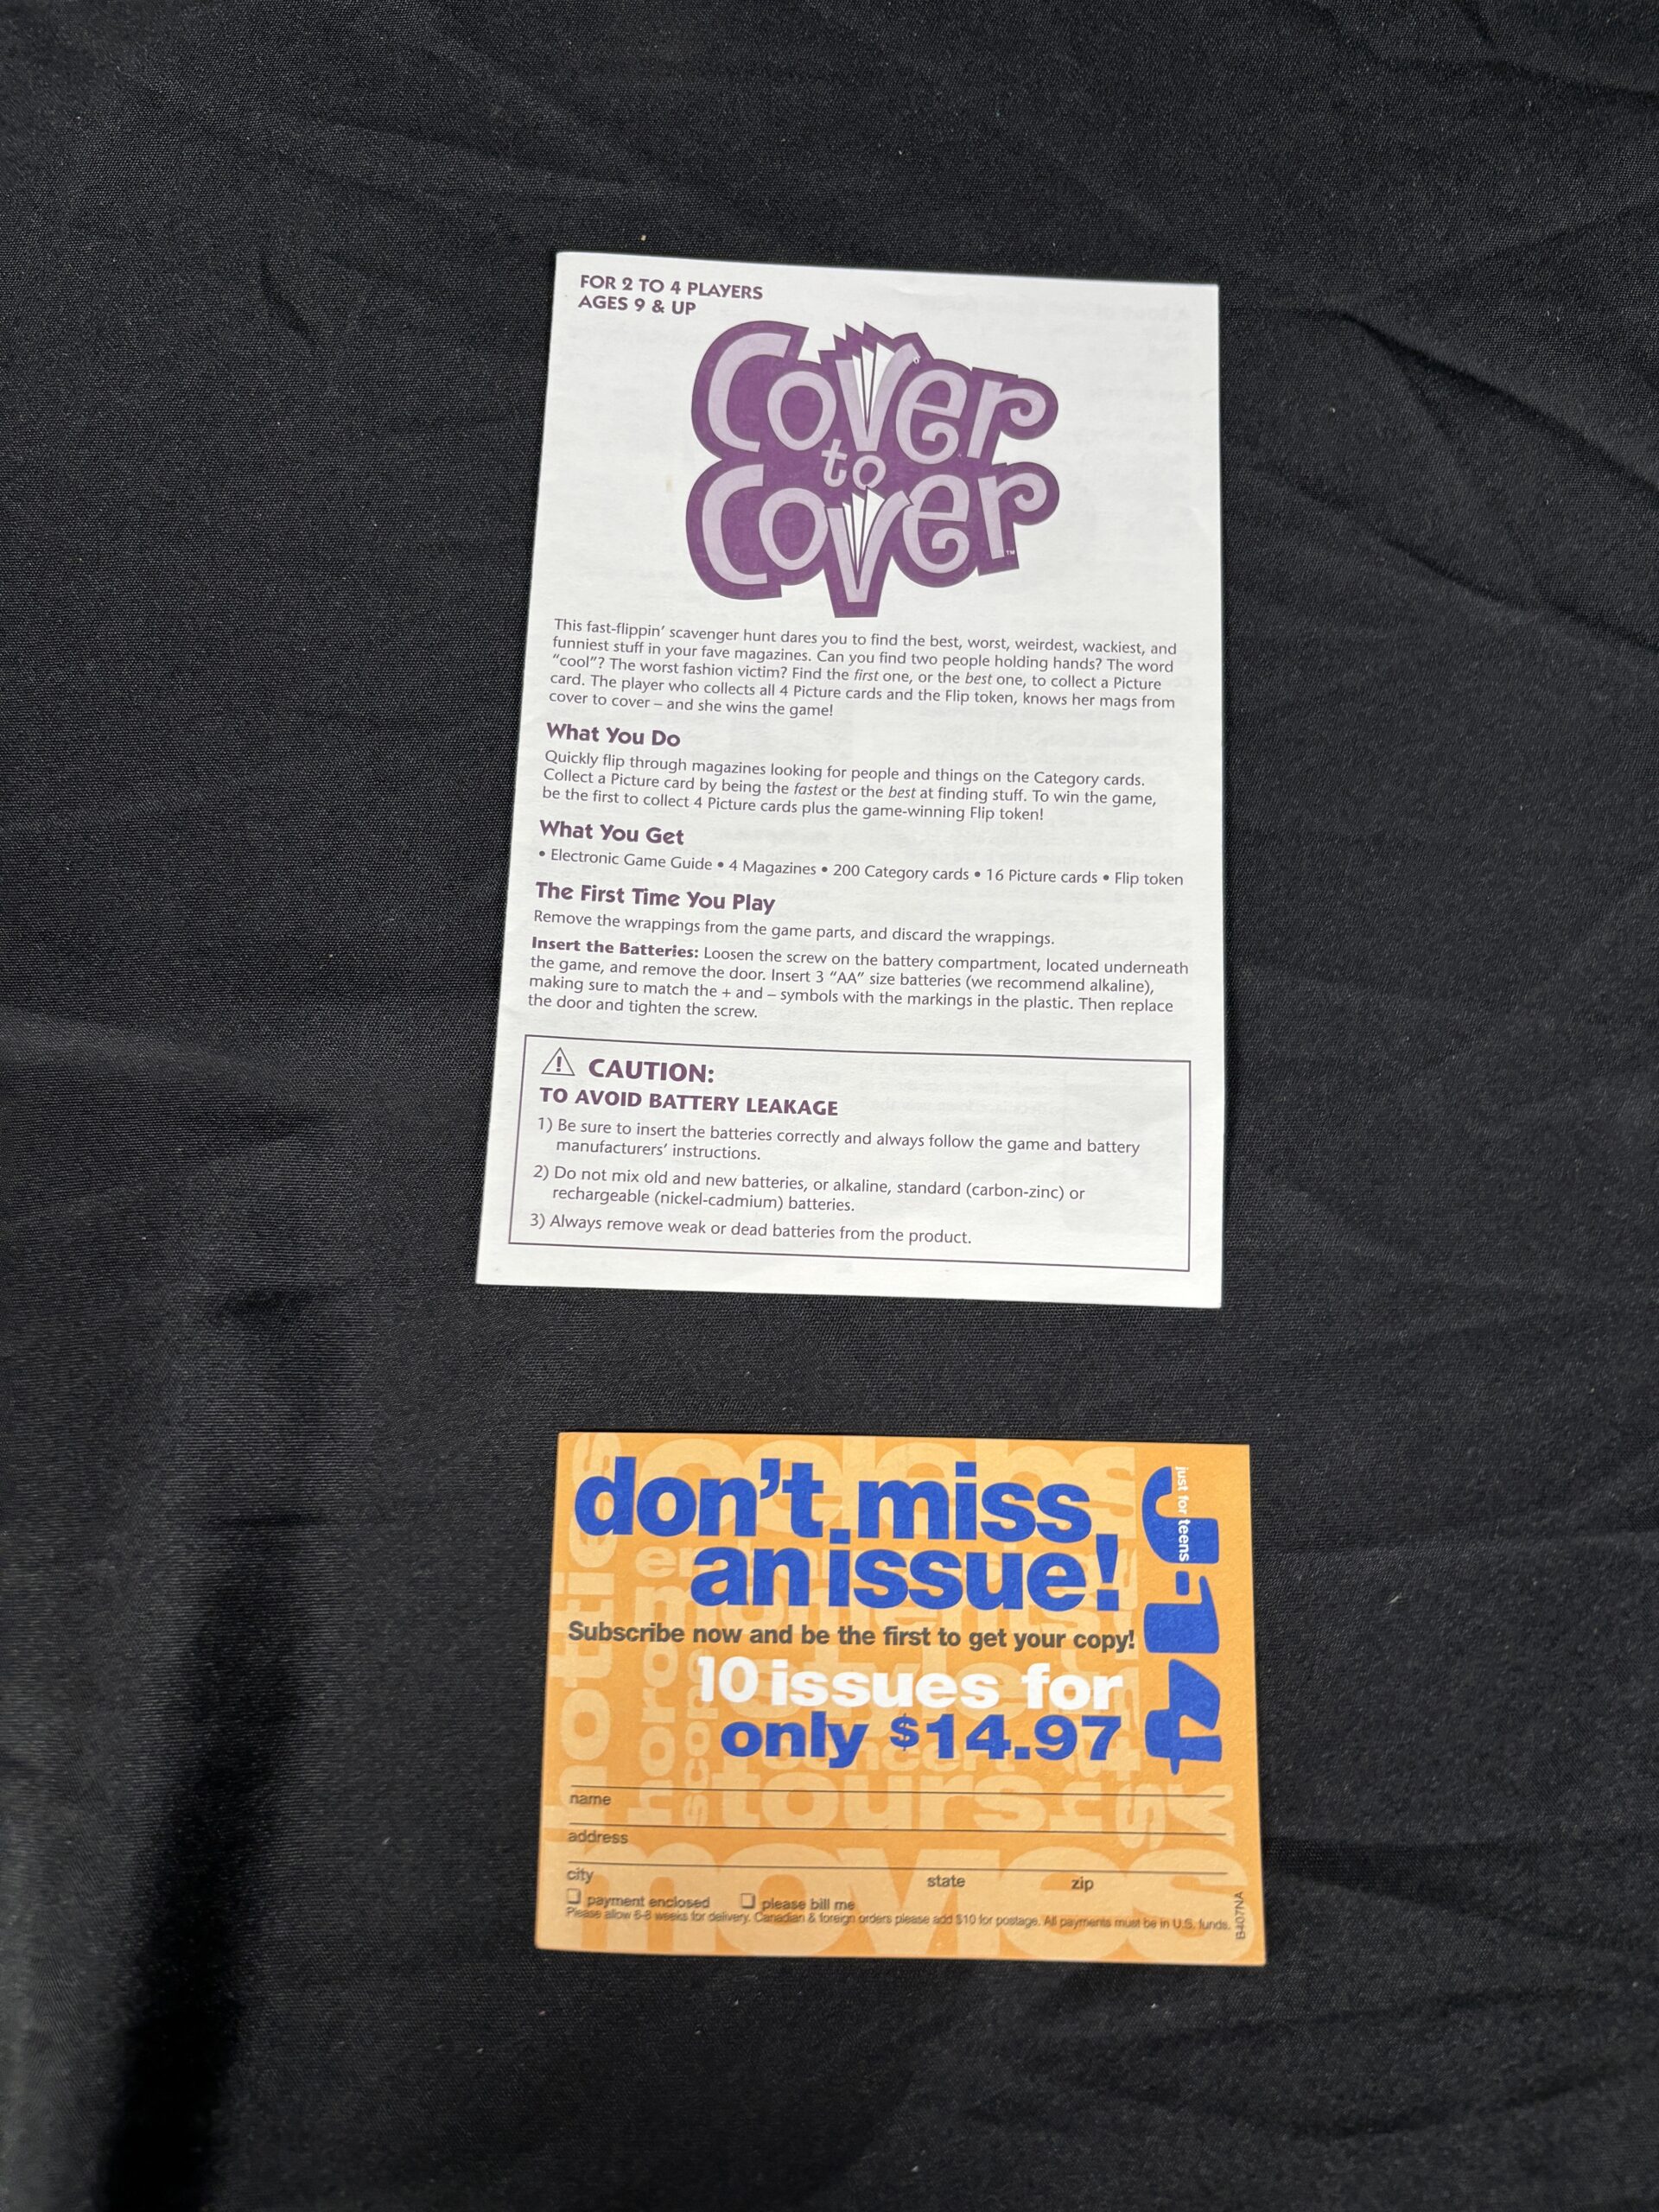 FOR 2 TO 4 PLAYERS
AGES 9 & UP
Cover
to
Cover™
This fast-flippin’ scavenger hunt dares you to find the best, worst, weirdest, wackiest, and
funniest stuff in your fave magazines. Can you find two people holding hands? The word
“cool”? The worst fashion victim? Find the first one, or the best one, to collect a Picture
card. The player who collects all 4 Picture cards and the Flip token, knows her mags from
cover to cover – and she wins the game!
What You Do
Quickly flip through magazines looking for people and things on the Category cards.
Collect a Picture card by being the fastest or the best at finding stuff. To win the game,
be the first to collect 4 Picture cards plus the game-winning Flip token!
What You Get
• Electronic Game Guide • 4 Magazines • 200 Category cards • 16 Picture cards • Flip token
The First Time You Play
Remove the wrappings from the game parts, and discard the wrappings.
Insert the Batteries: Loosen the screw on the battery compartment, located underneath
the game, and remove the door. Insert 3 “AA” size batteries (we recommend alkaline),
making sure to match the + and – symbols with the markings in the plastic. Then replace
the door and tighten the screw.
CAUTION:
TO AVOID BATTERY LEAKAGE
1) Be sure to insert the batteries correctly and always follow the game and battery
manufacturers’ instructions.
2) Do not mix old and new batteries, or alkaline, standard (carbon-zinc) or
rechargeable (nickel-cadmium) batteries.
3) Always remove weak or dead batteries from the product.
don’t miss
an issue!
Subscribe now and be the first to get your copy!
10 issues for
only $14.97
J-14
just for teens
hotties
horo
tours
movies
name
address
city state zip
payment enclosed please bill me
Please allow 6-8 weeks for delivery. Canadian & foreign orders please add $10 for postage. All payments must be in U.S. funds.
B407NA